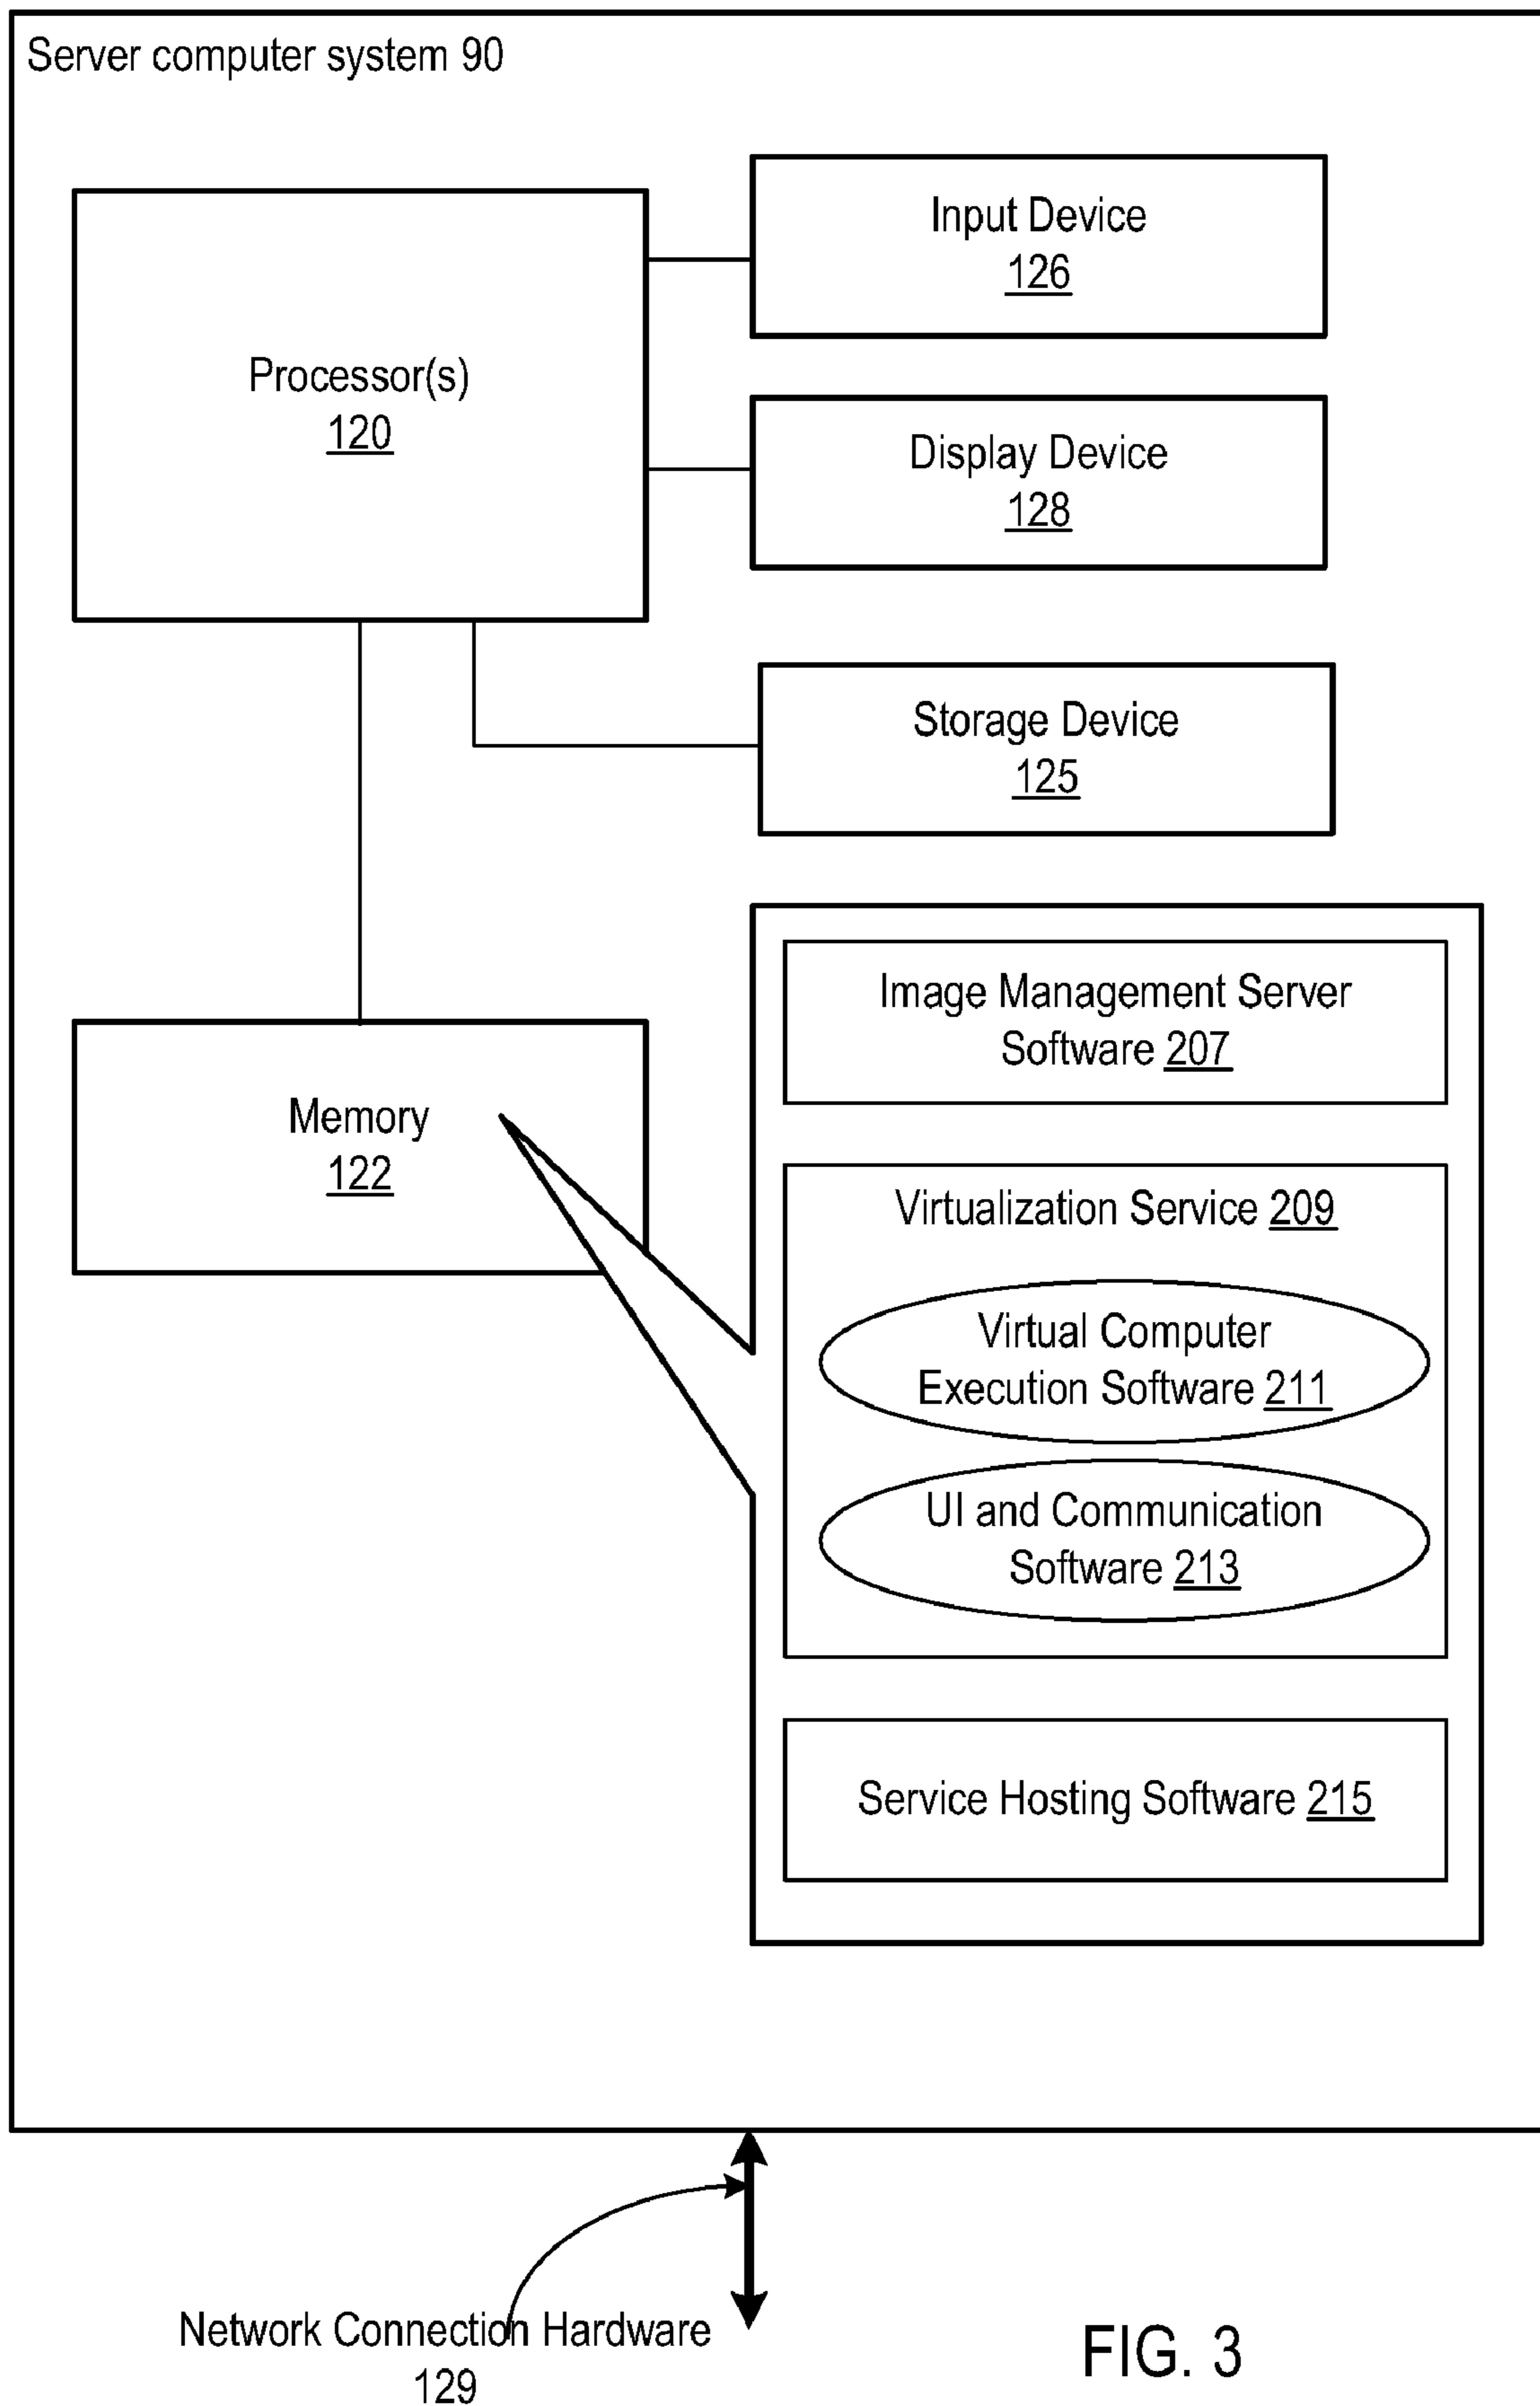 Server computer system 90
Input Device
126
Processor(s)
120
Display Device
128
Storage Device
125
Image Management Server
Software 207
Memory
122
Virtualization Service 209
Virtual Computer
Execution Software 211
UI and Communication
Software 213
Service Hosting Software 215
Network Connection Hardware
129
FIG. 3